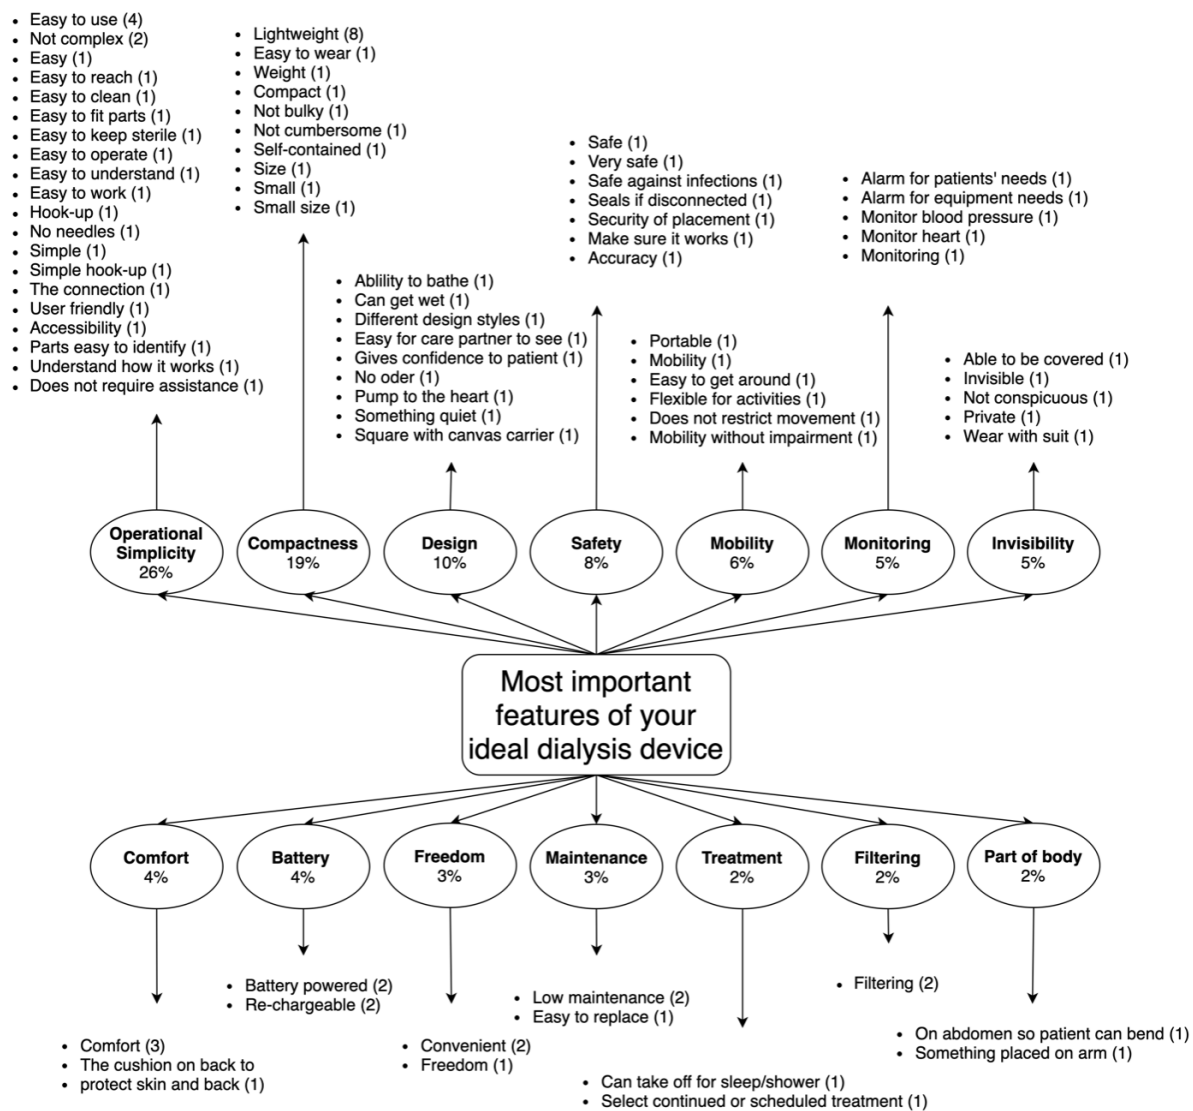 • Easy to use (4)
• Not complex (2)
• Easy (1)
• Easy to reach (1)
• Easy to clean (1)
• Easy to fit parts (1)
• Easy to keep sterile (1)
• Easy to operate (1)
• Easy to understand (1)
• Easy to work (1)
• Hook-up (1)
• No needles (1)
• Simple (1)
• Simple hook-up (1)
• The connection (1)
• User friendly (1)
• Accessibility (1)
• Parts easy to identify (1)
• Understand how it works (1)
• Does not require assistance (1)
• Lightweight (8)
• Easy to wear (1)
• Weight (1)
• Compact (1)
• Not bulky (1)
• Not cumbersome (1)
• Self-contained (1)
• Size (1)
• Small (1)
• Small size (1)
• Ablility to bathe (1)
• Can get wet (1)
• Different design styles (1)
• Easy for care partner to see (1)
• Gives confidence to patient (1)
• No oder (1)
• Pump to the heart (1)
• Something quiet (1)
• Square with canvas carrier (1)
• Safe (1)
• Very safe (1)
• Safe against infections (1)
• Seals if disconnected (1)
• Security of placement (1)
• Make sure it works (1)
• Accuracy (1)
• Portable (1)
• Mobility (1)
• Easy to get around (1)
• Flexible for activities (1)
• Does not restrict movement (1)
• Mobility without impairment (1)
• Alarm for patients' needs (1)
• Alarm for equipment needs (1)
• Monitor blood pressure (1)
• Monitor heart (1)
• Monitoring (1)
• Able to be covered (1)
• Invisible (1)
• Not conspicuous (1)
• Private (1)
• Wear with suit (1)
Operational
Simplicity
26%
Compactness
19%
Design
10%
Safety
8%
Mobility
6%
Monitoring
5%
Invisibility
5%
Most important
features of your
ideal dialysis device
Comfort
4%
Battery
4%
Freedom
3%
Maintenance
3%
Treatment
2%
Filtering
2%
Part of body
2%
• Comfort (3)
• The cushion on back to
• protect skin and back (1)
• Battery powered (2)
• Re-chargeable (2)
• Convenient (2)
• Freedom (1)
• Low maintenance (2)
• Easy to replace (1)
• Can take off for sleep/shower (1)
• Select continued or scheduled treatment (1)
• Filtering (2)
• On abdomen so patient can bend (1)
• Something placed on arm (1)